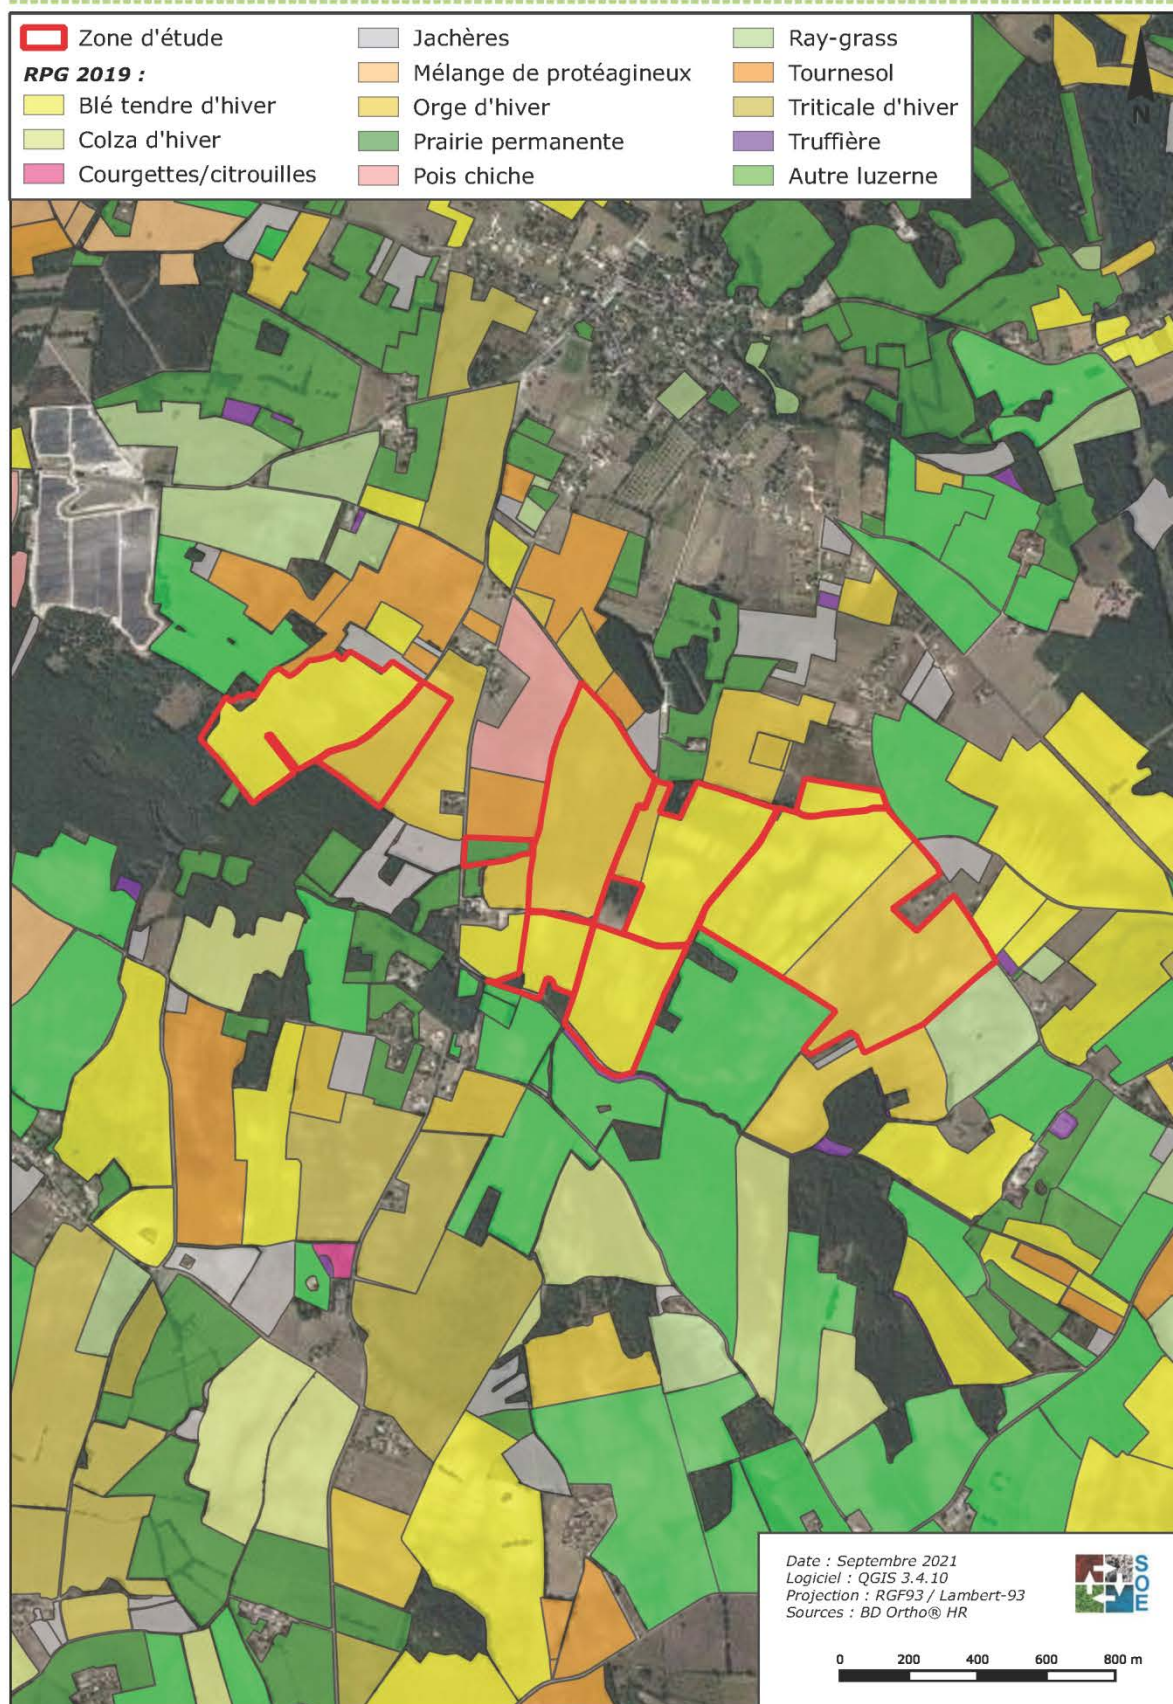 Zone d'étude
RPG 2019 :
Blé tendre d'hiver
Colza d'hiver
Courgettes/citrouilles
Jachères
Mélange de protéagineux
Orge d'hiver
Prairie permanente
Pois chiche
Ray-grass
Tournesol
Triticale d'hiver
Truffière
Autre luzerne
N
Date : Septembre 2021
Logiciel : QGIS 3.4.10
Projection : RGF93 / Lambert-93
Sources : BD Ortho® HR
SOE
0 200 400 600 800 m